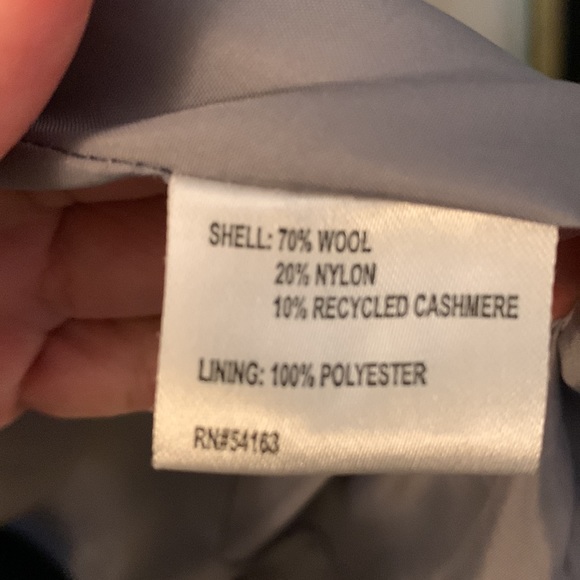 SHELL: 70% WOOL
20% NYLON
10% RECYCLED CASHMERE
LINING: 100% POLYESTER
RN#54163